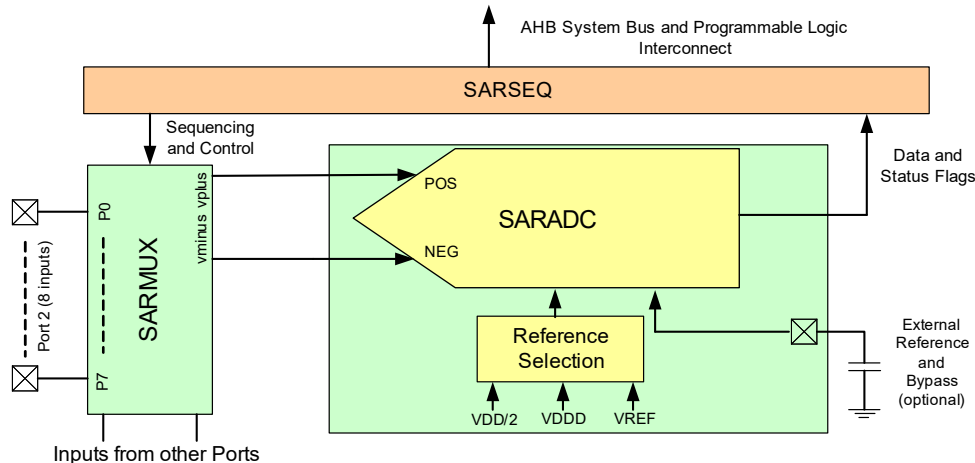 AHB System Bus and Programmable Logic
Interconnect
SARSEQ
Sequencing
and Control
Data and
Status Flags
vminus vplus
POS
P0
SARADC
SARMUX
NEG
Port 2 (8 inputs)
Reference
Selection
External
Reference
and
Bypass
(optional)
P7
VDD/2
VDDD
VREF
Inputs from other Ports